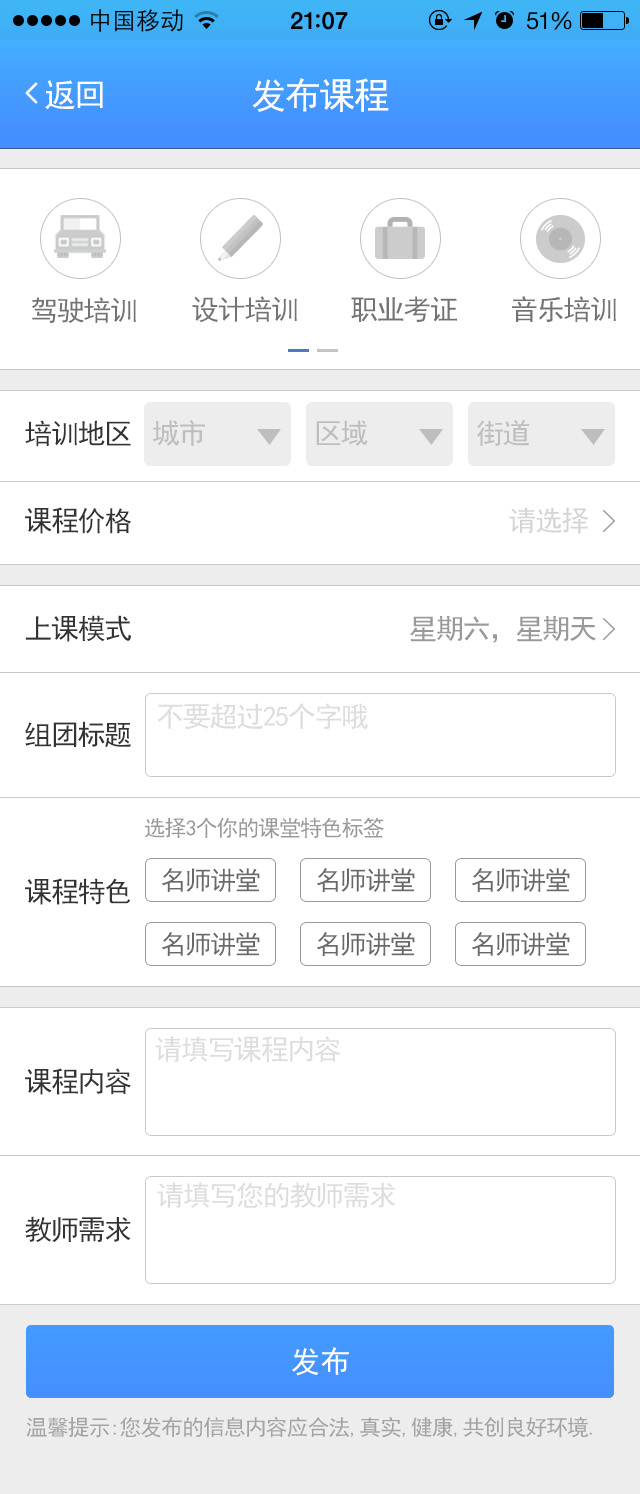 中国移动 21:07 51%
返回 发布课程
驾驶培训 设计培训 职业考证 音乐培训
培训地区 城市 区域 街道
课程价格 请选择
上课模式 星期六，星期天
组团标题 不要超过25个字哦
选择3个你的课堂特色标签
课程特色
名师讲堂 名师讲堂 名师讲堂
名师讲堂 名师讲堂 名师讲堂
课程内容 请填写课程内容
教师需求 请填写您的教师需求
发布
温馨提示:您发布的信息内容应合法,真实,健康,共创良好环境.